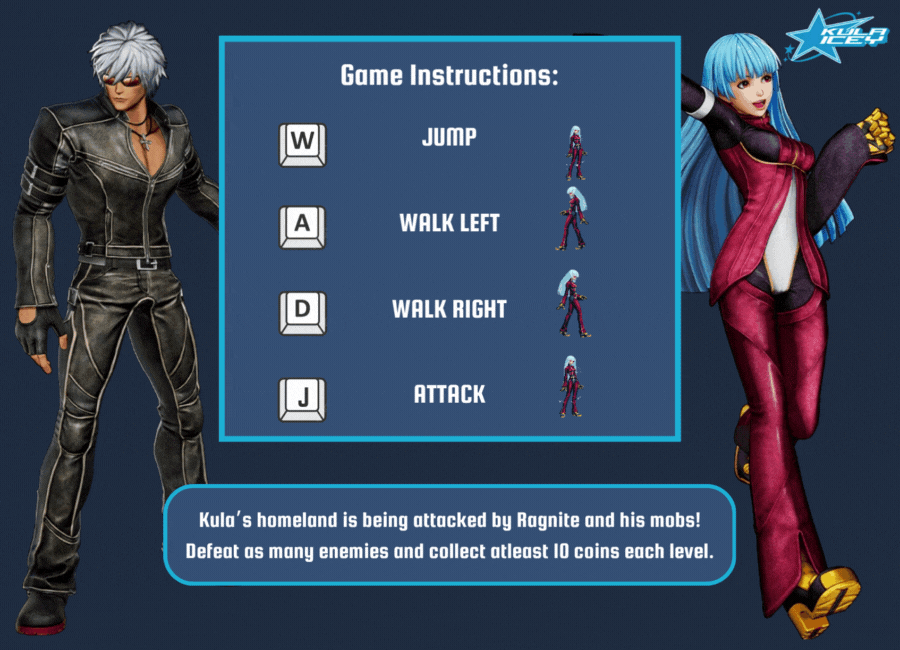 KULA
ICEY
Game Instructions:
W JUMP
A WALK LEFT
D WALK RIGHT
J ATTACK
Kula's homeland is being attacked by Ragnite and his mobs!
Defeat as many enemies and collect atleast 10 coins each level.